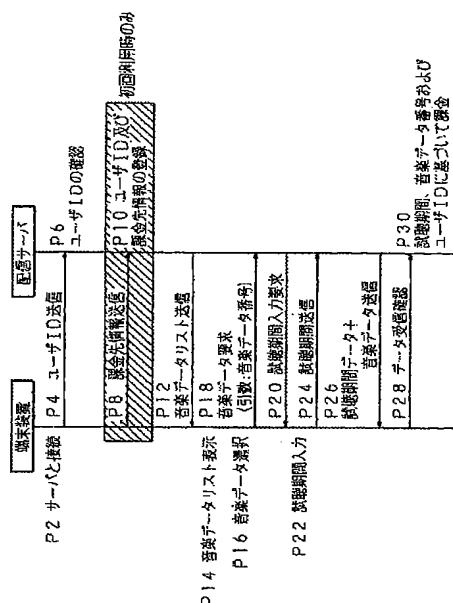 端末装置
配信サーバ
P2 サーバと接続
P4 ユーザID送信
P6
ユーザIDの確認
初回利用時のみ
P8 課金先情報送信
P10 ユーザID及び
課金先情報の登録
P12
音楽データリスト送信
P14 音楽データリスト表示
P16 音楽データ選択
P18
音楽データ要求
(引数:音楽データ番号)
P20 試聴期間入力要求
P22 試聴期間入力
P24 試聴期間送信
P26
試聴期間データ+
音楽データ送信
P28 データ受信確認
P30
試聴期間、音楽データ番号および
ユーザIDに基づいて課金